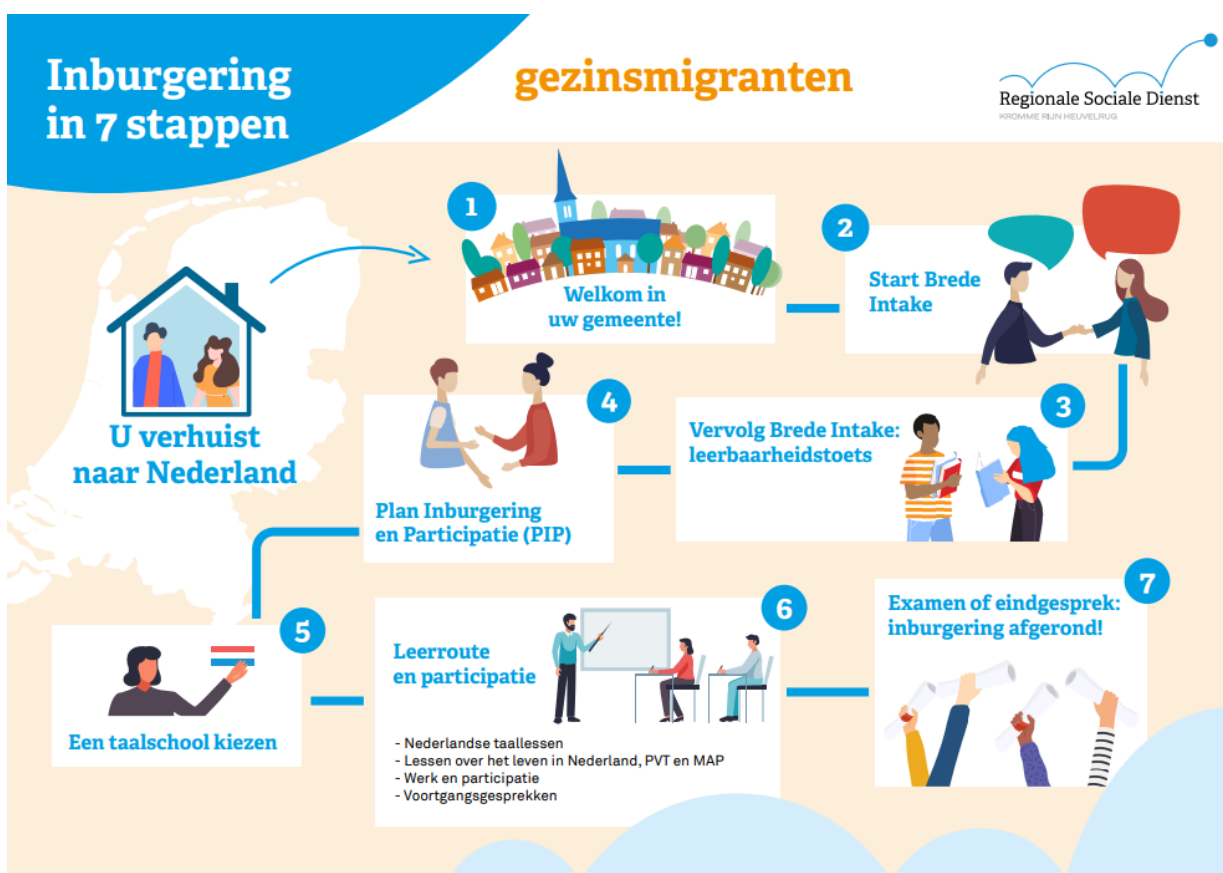 Inburgering
in 7 stappen
gezinsmigranten
Regionale Sociale Dienst
KROMME RIJN HEUVELRUG
U verhuist
naar Nederland
1
Welkom in
uw gemeente!
2
Start Brede
Intake
3
Vervolg Brede Intake:
leerbaarheidstoets
4
Plan Inburgering
en Participatie (PIP)
5
Een taalschool kiezen
6
Leerroute
en participatie
- Nederlandse taallessen
- Lessen over het leven in Nederland, PVT en MAP
- Werk en participatie
- Voortgangsgesprekken
7
Examen of eindgesprek:
inburgering afgerond!